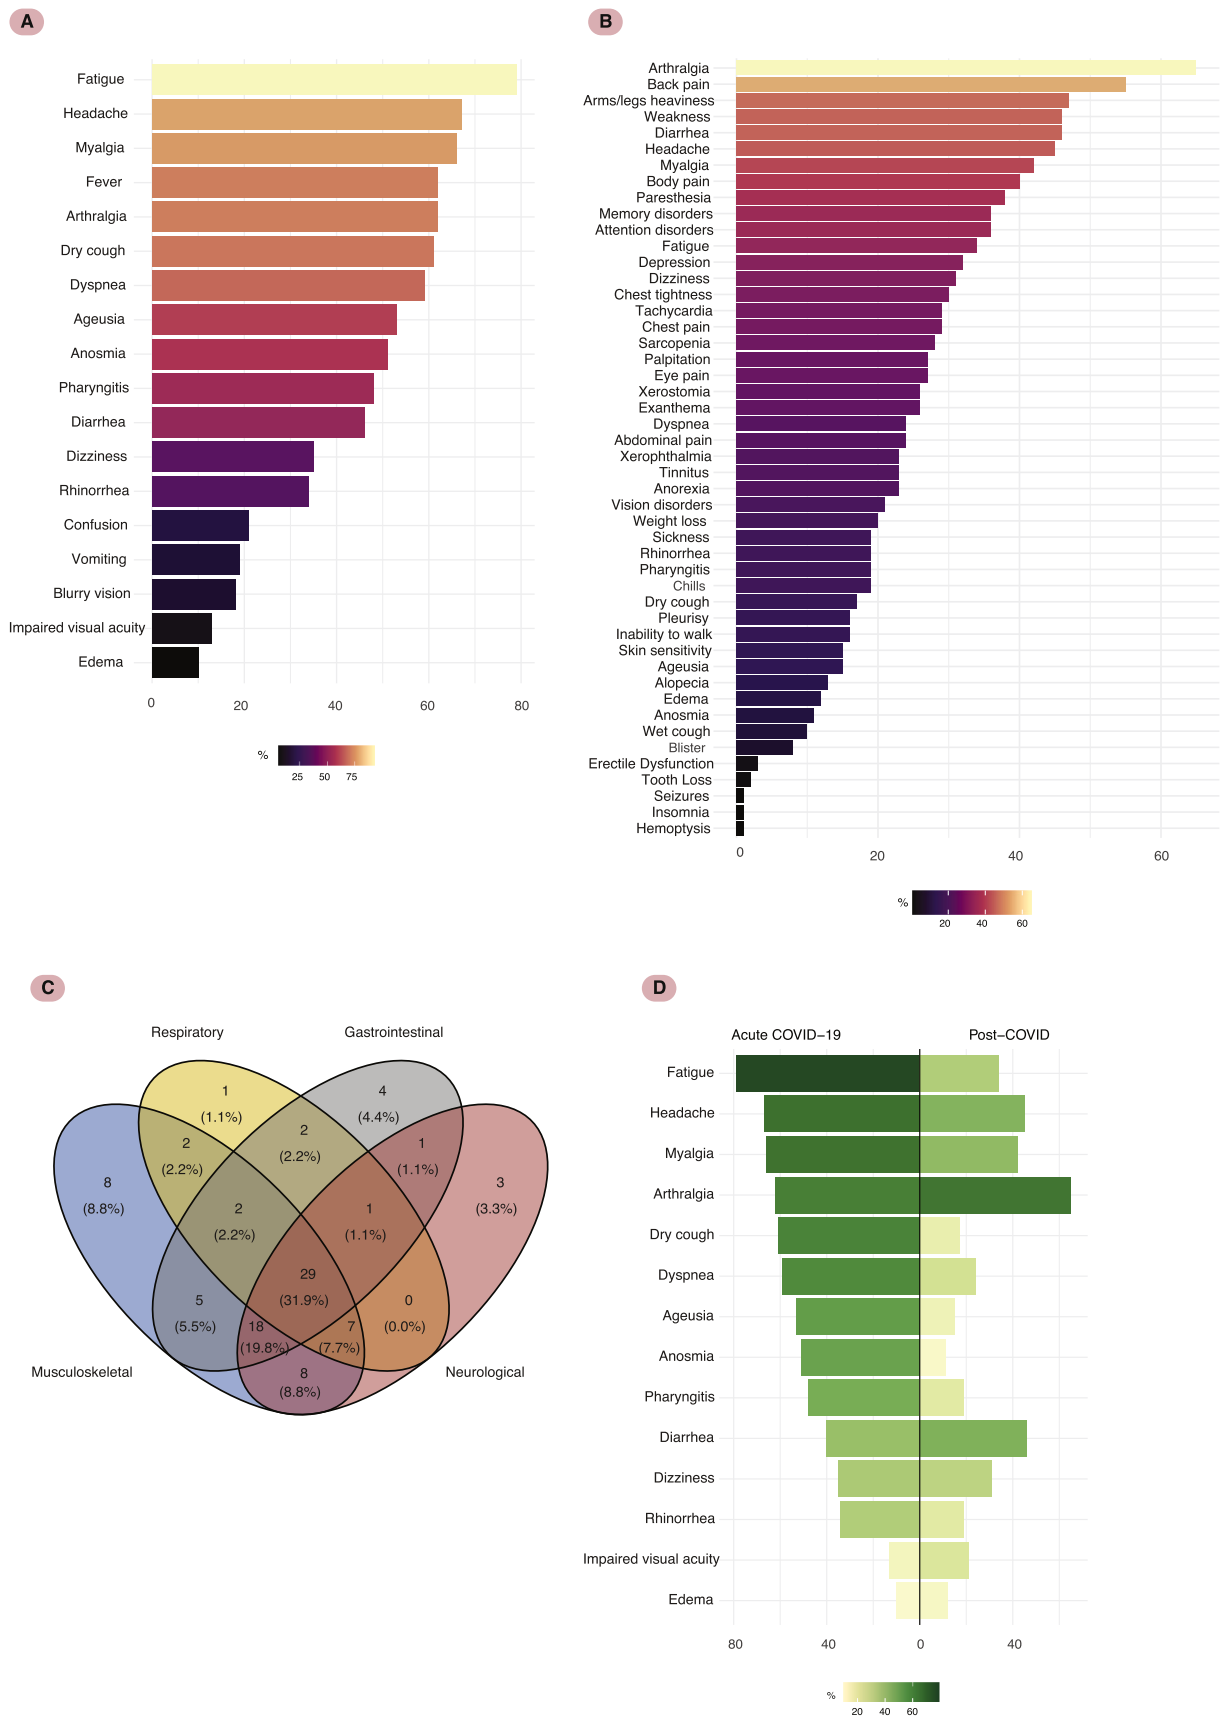 A
Fatigue
Headache
Myalgia
Fever
Arthralgia
Dry cough
Dyspnea
Ageusia
Anosmia
Pharyngitis
Diarrhea
Dizziness
Rhinorrhea
Confusion
Vomiting
Blurry vision
Impaired visual acuity
Edema
0 20 40 60 80
%
25 50 75
B
Arthralgia
Back pain
Arms/legs heaviness
Weakness
Diarrhea
Headache
Myalgia
Body pain
Paresthesia
Memory disorders
Attention disorders
Fatigue
Depression
Dizziness
Chest tightness
Tachycardia
Chest pain
Sarcopenia
Palpitation
Eye pain
Xerostomia
Exanthema
Dyspnea
Abdominal pain
Xerophthalmia
Tinnitus
Anorexia
Vision disorders
Weight loss
Sickness
Rhinorrhea
Pharyngitis
Chills
Dry cough
Pleurisy
Inability to walk
Skin sensitivity
Ageusia
Alopecia
Edema
Anosmia
Wet cough
Blister
Erectile Dysfunction
Tooth Loss
Seizures
Insomnia
Hemoptysis
0 20 40 60
%
20 40 60
C
Respiratory Gastrointestinal
1
(1.1%)
4
(4.4%)
2
(2.2%)
2
(2.2%)
1
(1.1%)
8
(8.8%)
3
(3.3%)
2
(2.2%)
1
(1.1%)
29
(31.9%)
5
(5.5%)
0
(0.0%)
18
(19.8%)
7
(7.7%)
8
(8.8%)
Musculoskeletal Neurological
D
Acute COVID−19 Post−COVID
Fatigue
Headache
Myalgia
Arthralgia
Dry cough
Dyspnea
Ageusia
Anosmia
Pharyngitis
Diarrhea
Dizziness
Rhinorrhea
Impaired visual acuity
Edema
80 40 0 40
%
20 40 60